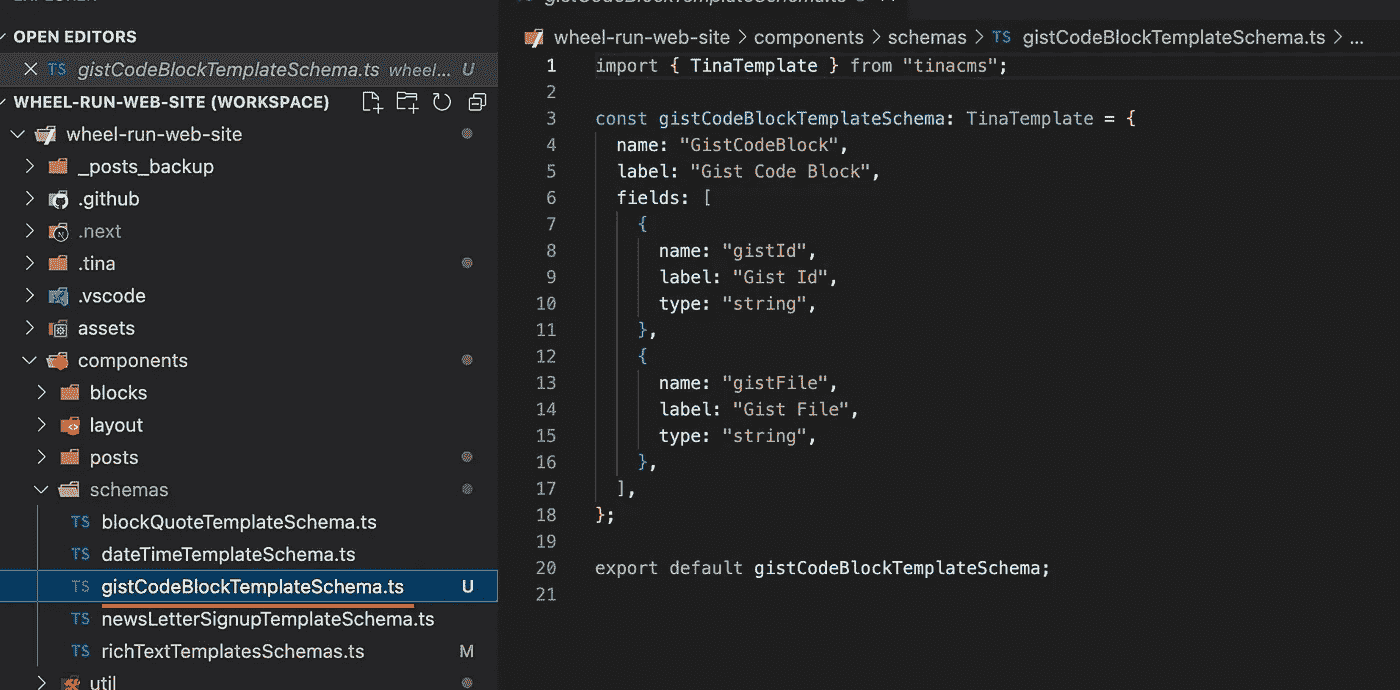 EXPLORER
gistCodeBlockTemplateSchema.ts U
OPEN EDITORS
TS gistCodeBlockTemplateSchema.ts wheel... U
WHEEL-RUN-WEB-SITE (WORKSPACE)
wheel-run-web-site
_posts_backup
.github
N .next
.tina
.vscode
assets
components
blocks
layout
posts
schemas
TS blockQuoteTemplateSchema.ts
TS dateTimeTemplateSchema.ts
TS gistCodeBlockTemplateSchema.ts U
TS newsLetterSignupTemplateSchema.ts
TS richTextTemplatesSchemas.ts M
util
wheel-run-web-site > components > schemas > TS gistCodeBlockTemplateSchema.ts > ...
1 import { TinaTemplate } from "tinacms";
2
3 const gistCodeBlockTemplateSchema: TinaTemplate = {
4 name: "GistCodeBlock",
5 label: "Gist Code Block",
6 fields: [
7 {
8 name: "gistId",
9 label: "Gist Id",
10 type: "string",
11 },
12 {
13 name: "gistFile",
14 label: "Gist File",
15 type: "string",
16 },
17 ],
18 };
19
20 export default gistCodeBlockTemplateSchema;
21